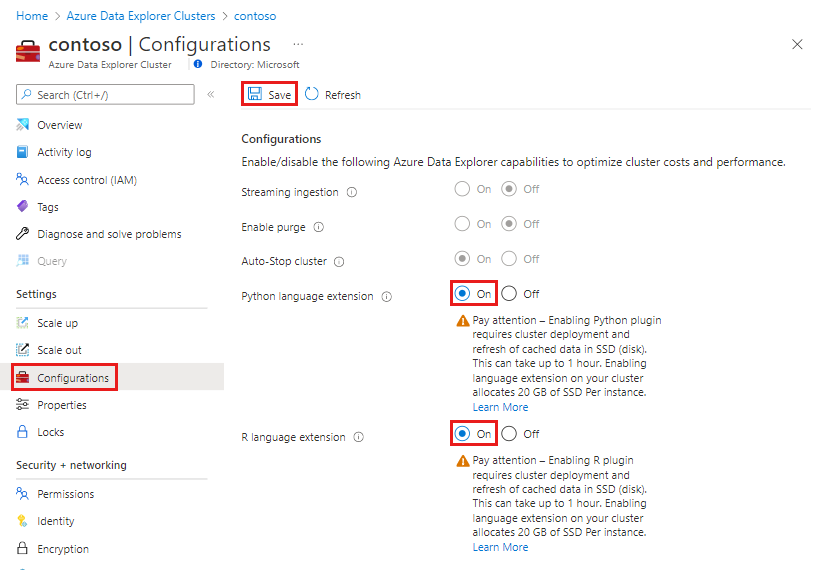 Home > Azure Data Explorer Clusters > contoso
contoso | Configurations ...
Azure Data Explorer Cluster
Directory: Microsoft
Search (Ctrl+/)
«
Overview
Activity log
Access control (IAM)
Tags
Diagnose and solve problems
Query
Settings
Scale up
Scale out
Configurations
Properties
Locks
Security + networking
Permissions
Identity
Encryption
Save
Refresh
Configurations
Enable/disable the following Azure Data Explorer capabilities to optimize cluster costs and performance.
Streaming ingestion On Off
Enable purge On Off
Auto-Stop cluster On Off
Python language extension On Off
Pay attention – Enabling Python plugin
requires cluster deployment and
refresh of cached data in SSD (disk).
This can take up to 1 hour. Enabling
language extension on your cluster
allocates 20 GB of SSD Per instance.
Learn More
R language extension On Off
Pay attention – Enabling R plugin
requires cluster deployment and
refresh of cached data in SSD (disk).
This can take up to 1 hour. Enabling
language extension on your cluster
allocates 20 GB of SSD Per instance.
Learn More